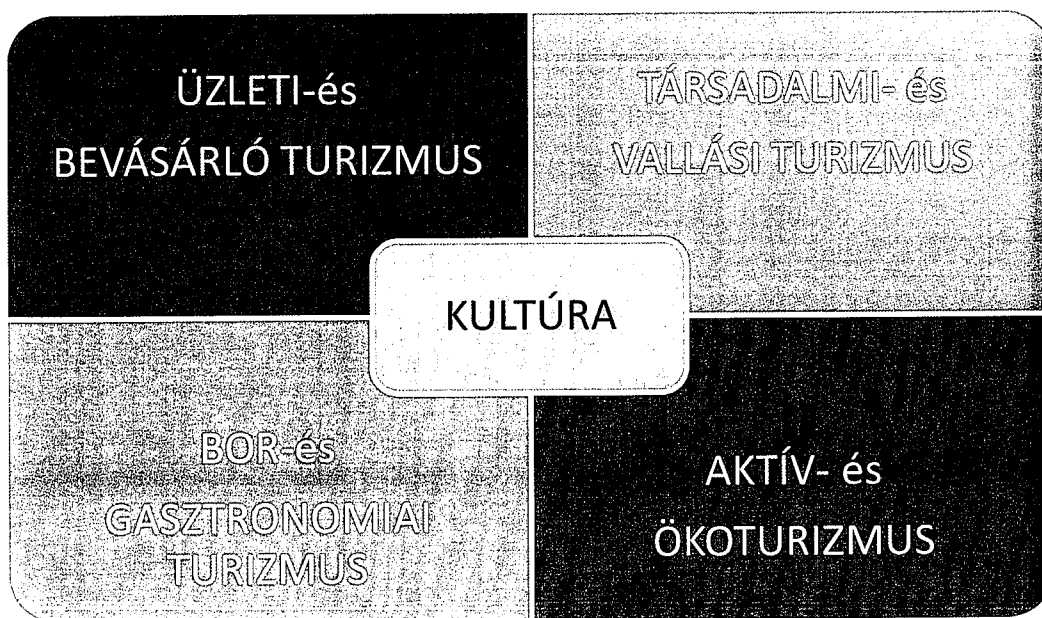 ÜZLETI-és
BEVÁSÁRLÓ TURIZMUS
TÁRSADALMI- és
VALLÁSI TURIZMUS
KULTÚRA
BOR-és
GASZTRONOMIAI
TURIZMUS
AKTÍV- és
ÖKOTURIZMUS